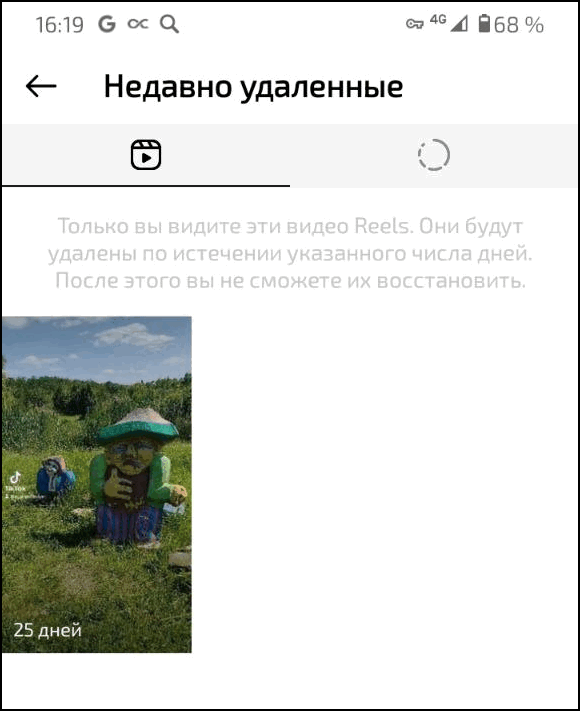 16:19 G 4G 68 %
Недавно удаленные
Только вы видите эти видео Reels. Они будут
удалены по истечении указанного числа дней.
После этого вы не сможете их восстановить.
TikTok
25 дней